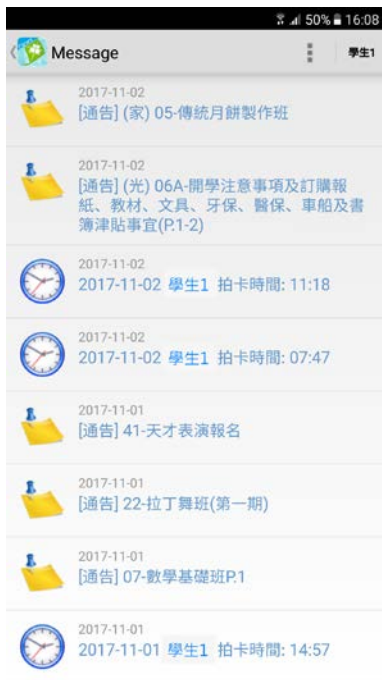 50% 16:08
Message 學生1
2017-11-02
[通告] (家) 05-傳統月餅製作班
2017-11-02
[通告] (光) 06A-開學注意事項及訂購報
紙、教材、文具、牙保、醫保、車船及書
簿津貼事宜(P.1-2)
2017-11-02
2017-11-02 學生1 拍卡時間: 11:18
2017-11-02
2017-11-02 學生1 拍卡時間: 07:47
2017-11-01
[通告] 41-天才表演報名
2017-11-01
[通告] 22-拉丁舞班(第一期)
2017-11-01
[通告] 07-數學基礎班P.1
2017-11-01
2017-11-01 學生1 拍卡時間: 14:57